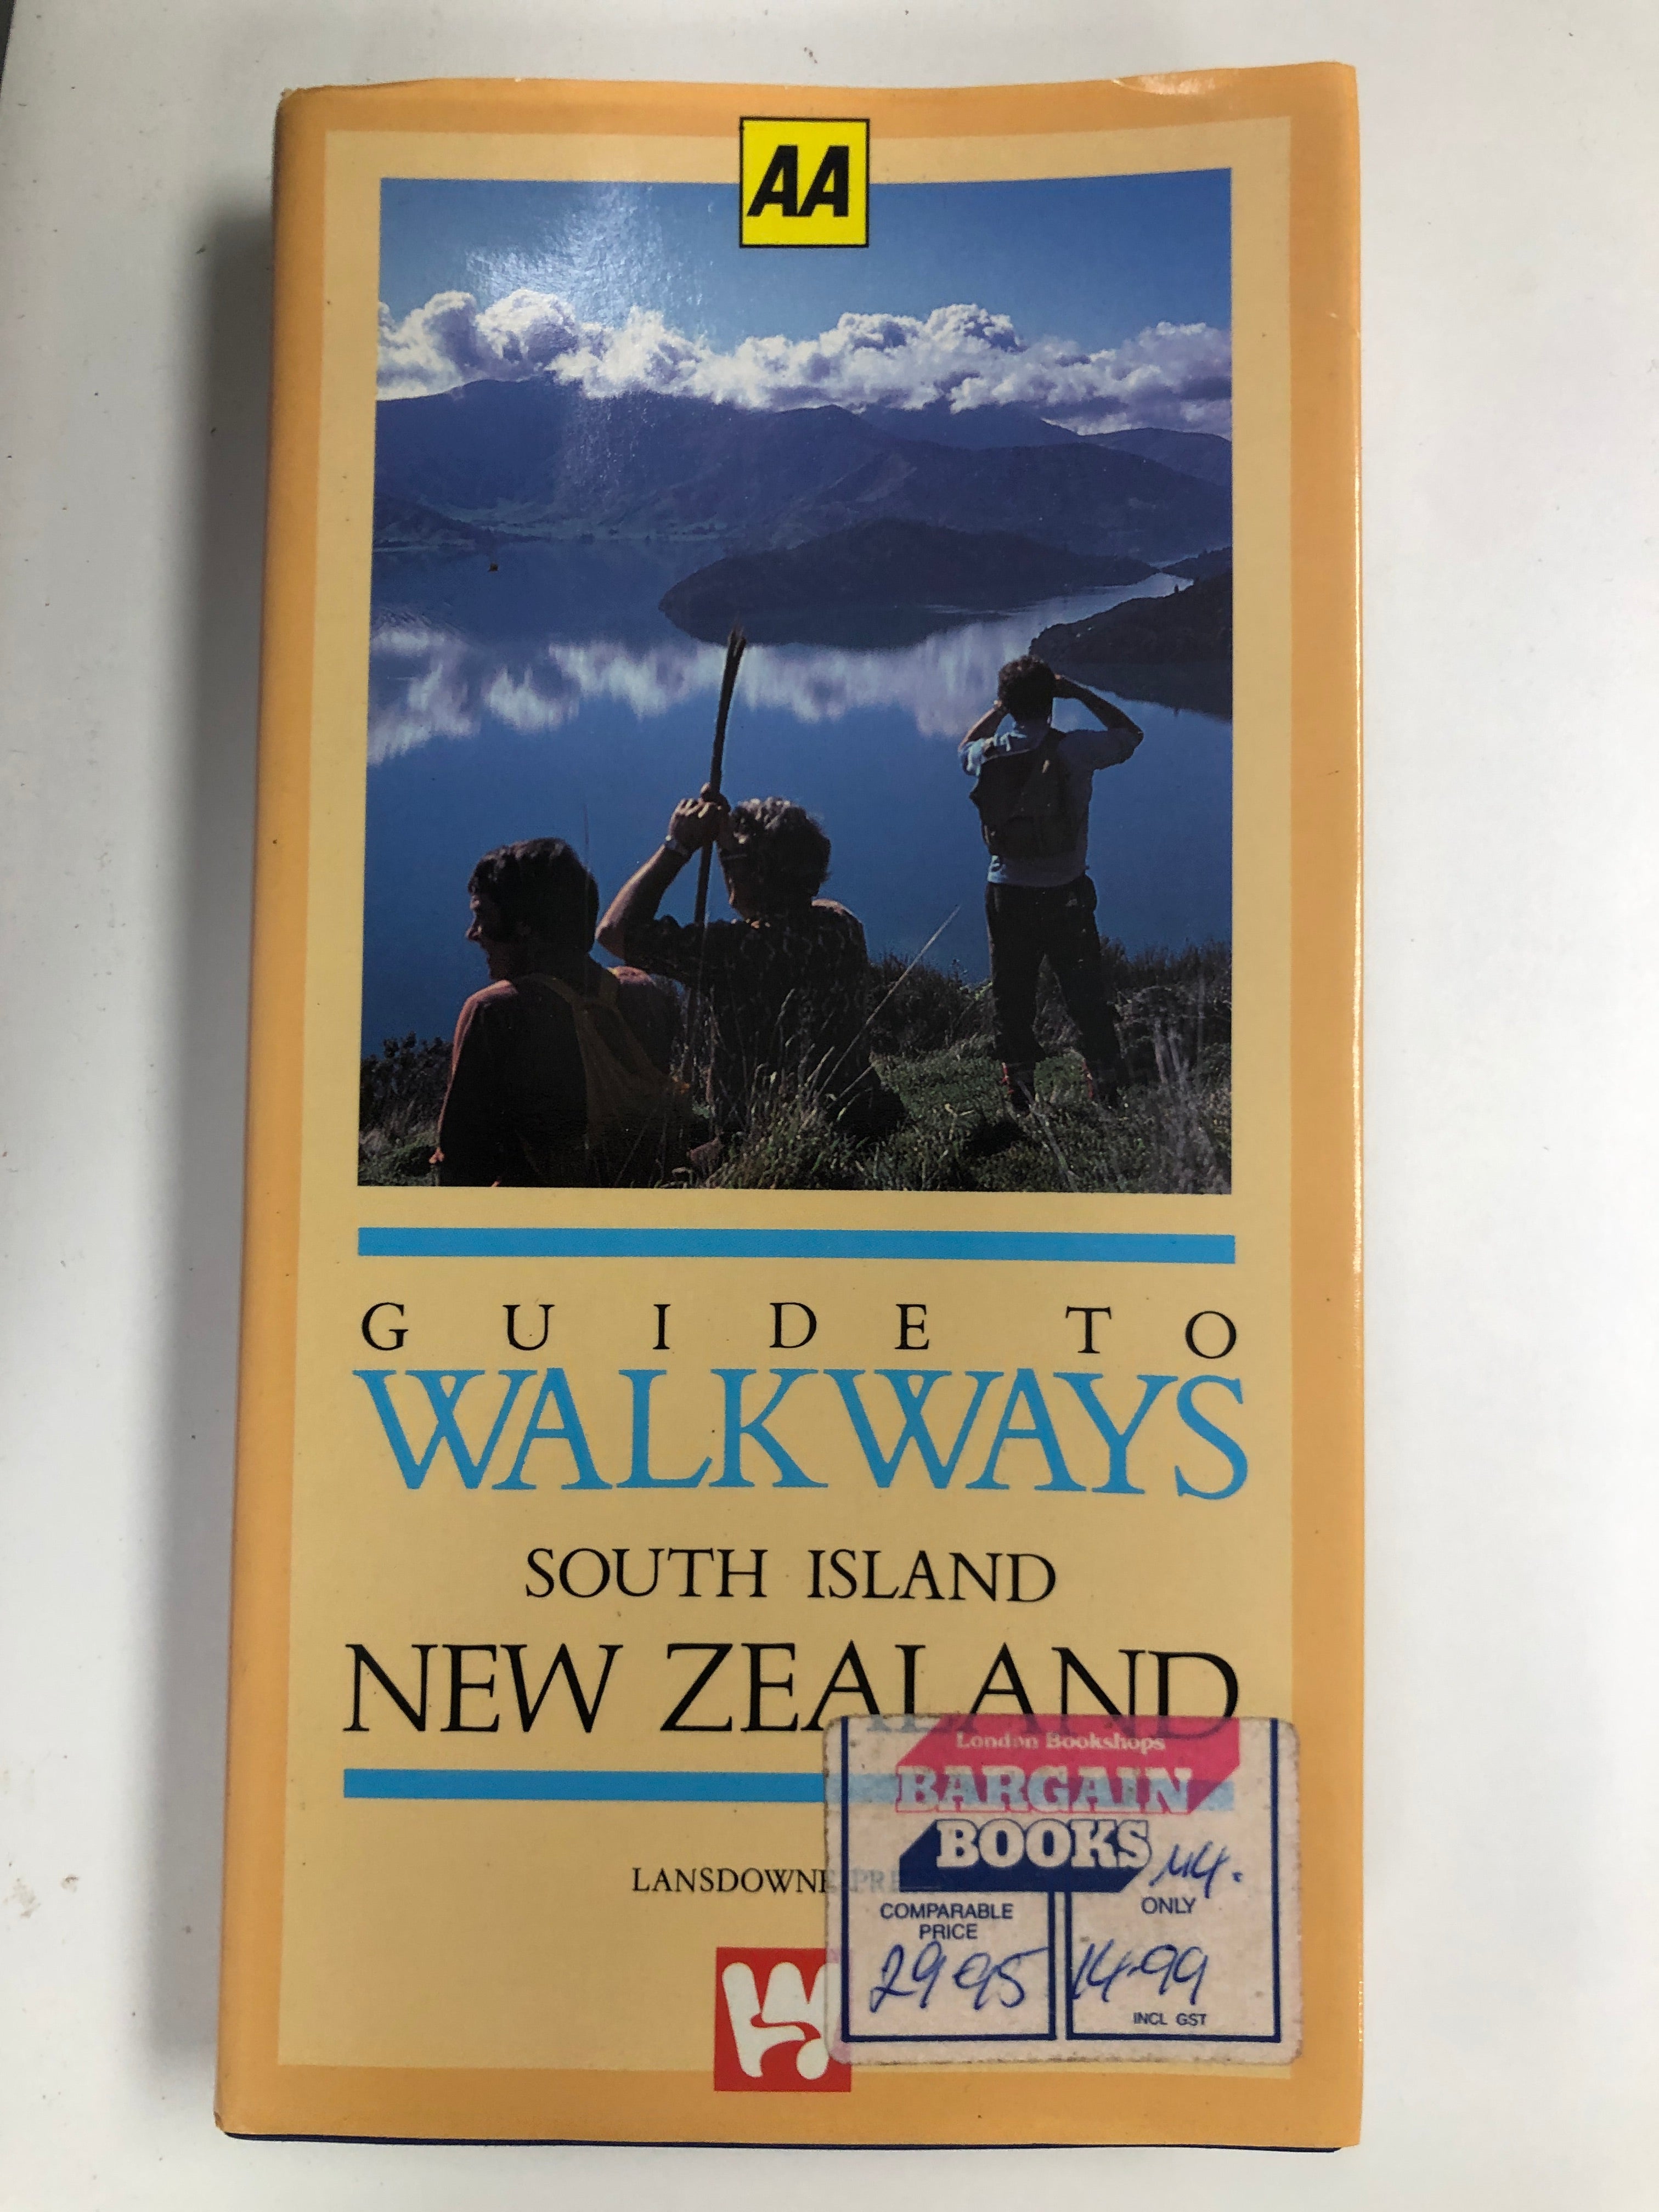 AA
GUIDE TO
WALKWAYS
SOUTH ISLAND
NEW ZEALAND
LANSDOWNE PRE
London Bookshops
BARGAIN
BOOKS
COMPARABLE
PRICE
29 95
ONLY
14.99
INCL GST